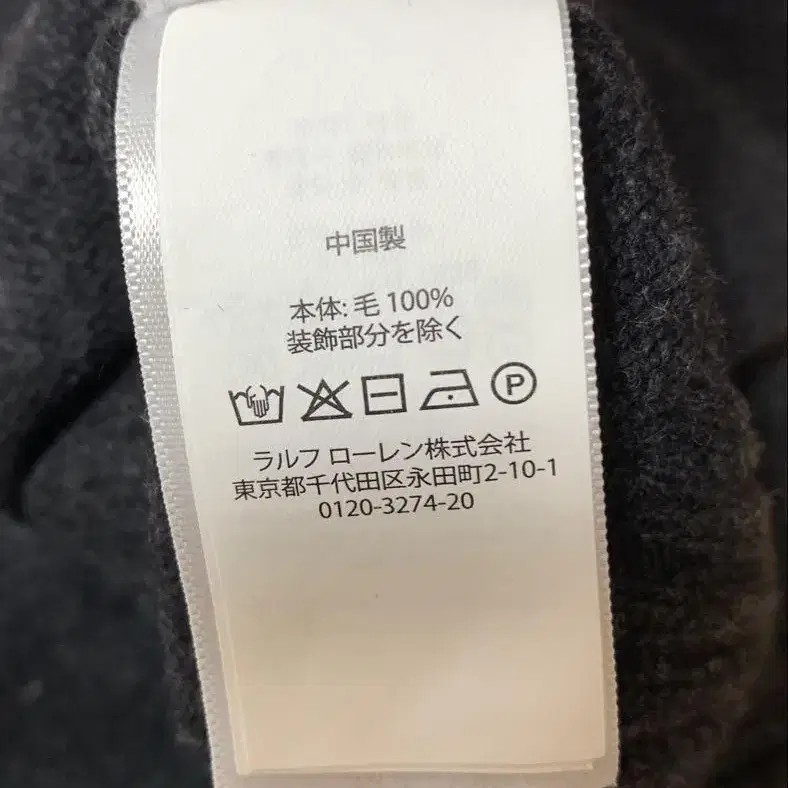 中国製
本体: 毛 100%
装飾部分を除く
P
ラルフ ローレン株式会社
東京都千代田区永田町2-10-1
0120-3274-20